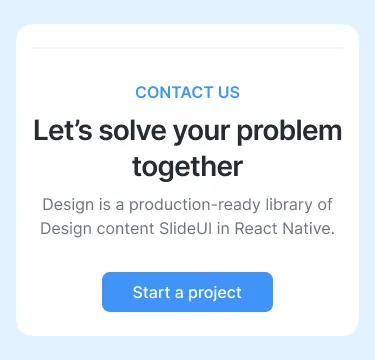 CONTACT US
Let’s solve your problem
together
Design is a production-ready library of
Design content SlideUI in React Native.
Start a project